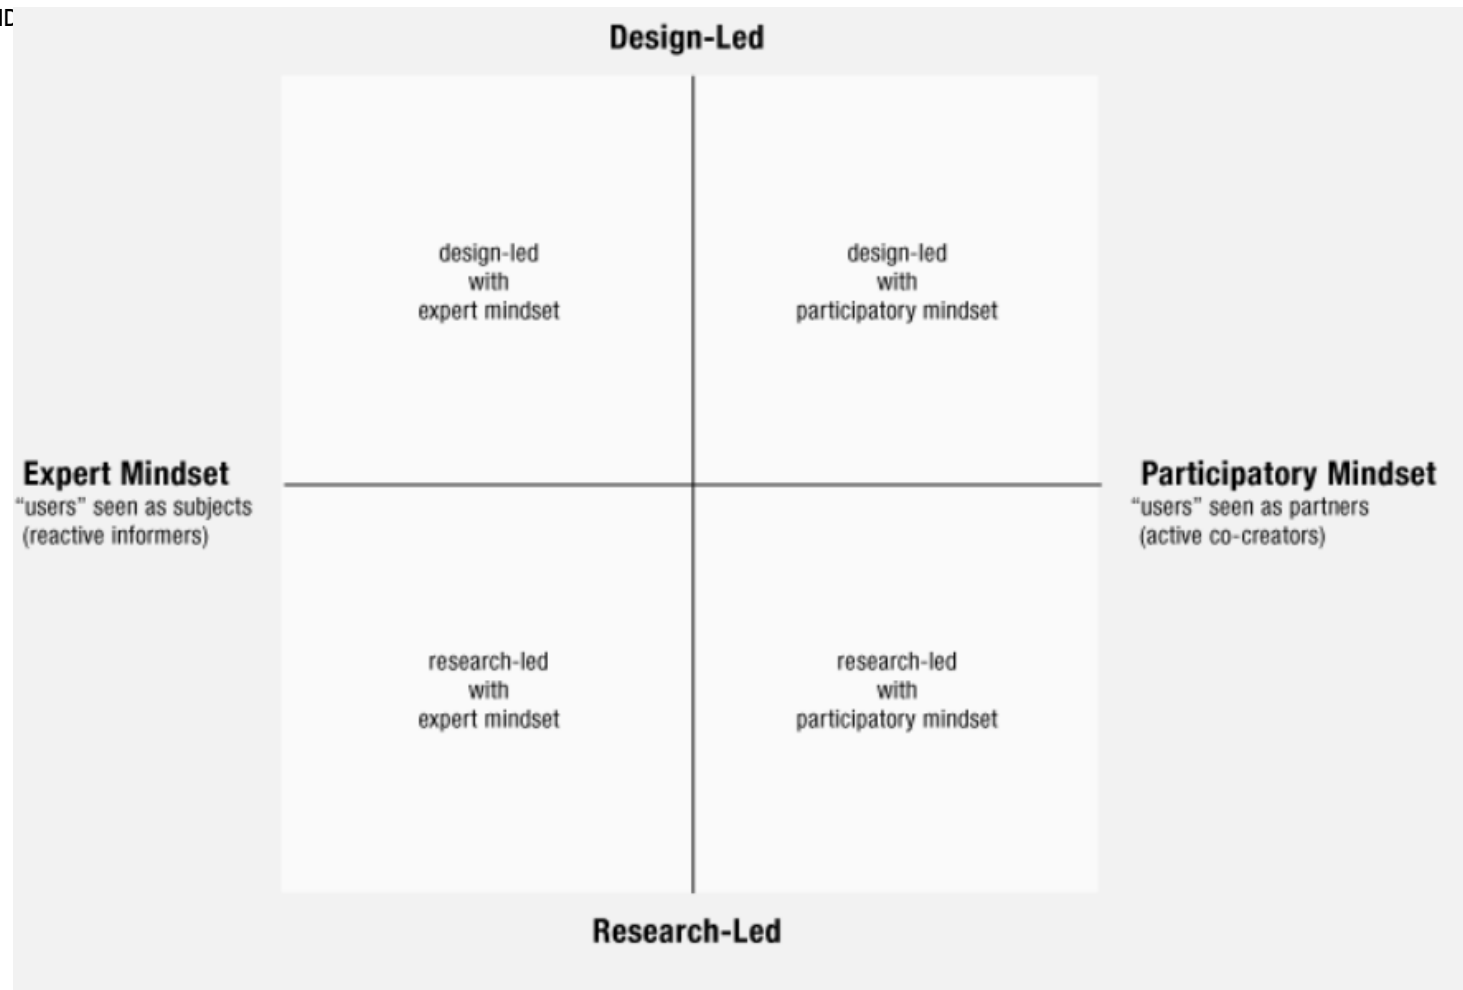 Design-Led
design-led
with
expert mindset
design-led
with
participatory mindset
Expert Mindset
“users” seen as subjects
(reactive informers)
Participatory Mindset
“users” seen as partners
(active co-creators)
research-led
with
expert mindset
research-led
with
participatory mindset
Research-Led